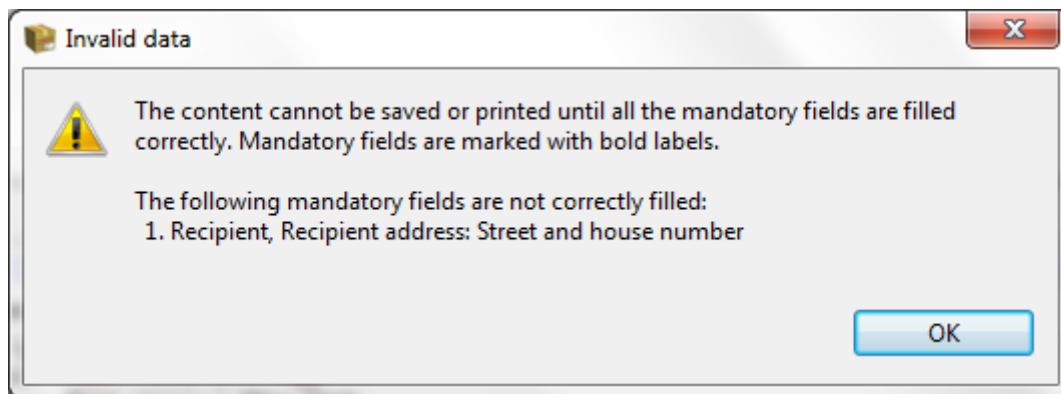 Invalid data
The content cannot be saved or printed until all the mandatory fields are filled
correctly. Mandatory fields are marked with bold labels.
The following mandatory fields are not correctly filled:
1. Recipient, Recipient address: Street and house number
OK